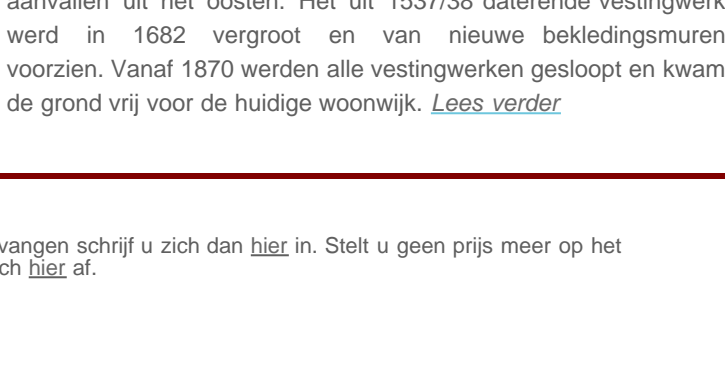 aanvallen uit het oosten. Het uit 1537/38 daterende vestingwerk
werd in 1682 vergroot en van nieuwe bekledingsmuren
voorzien. Vanaf 1870 werden alle vestingwerken gesloopt en kwam
de grond vrij voor de huidige woonwijk. Lees verder
vangen schrijf u zich dan hier in. Stelt u geen prijs meer op het
ch hier af.